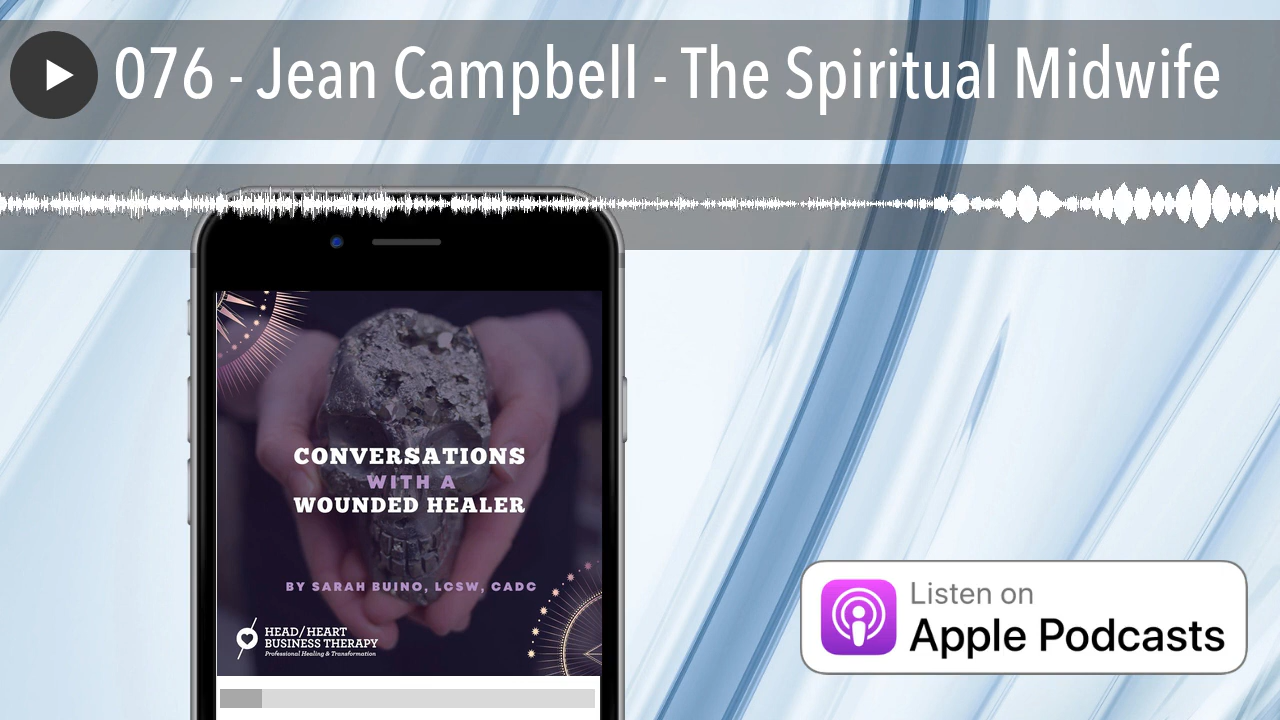 076 - Jean Campbell - The Spiritual Midwife
CONVERSATIONS
WITH A
WOUNDED HEALER
BY SARAH BUINO, LCSW, CADC
HEAD/HEART
BUSINESS THERAPY
Professional Healing & Transformation
Listen on
Apple Podcasts